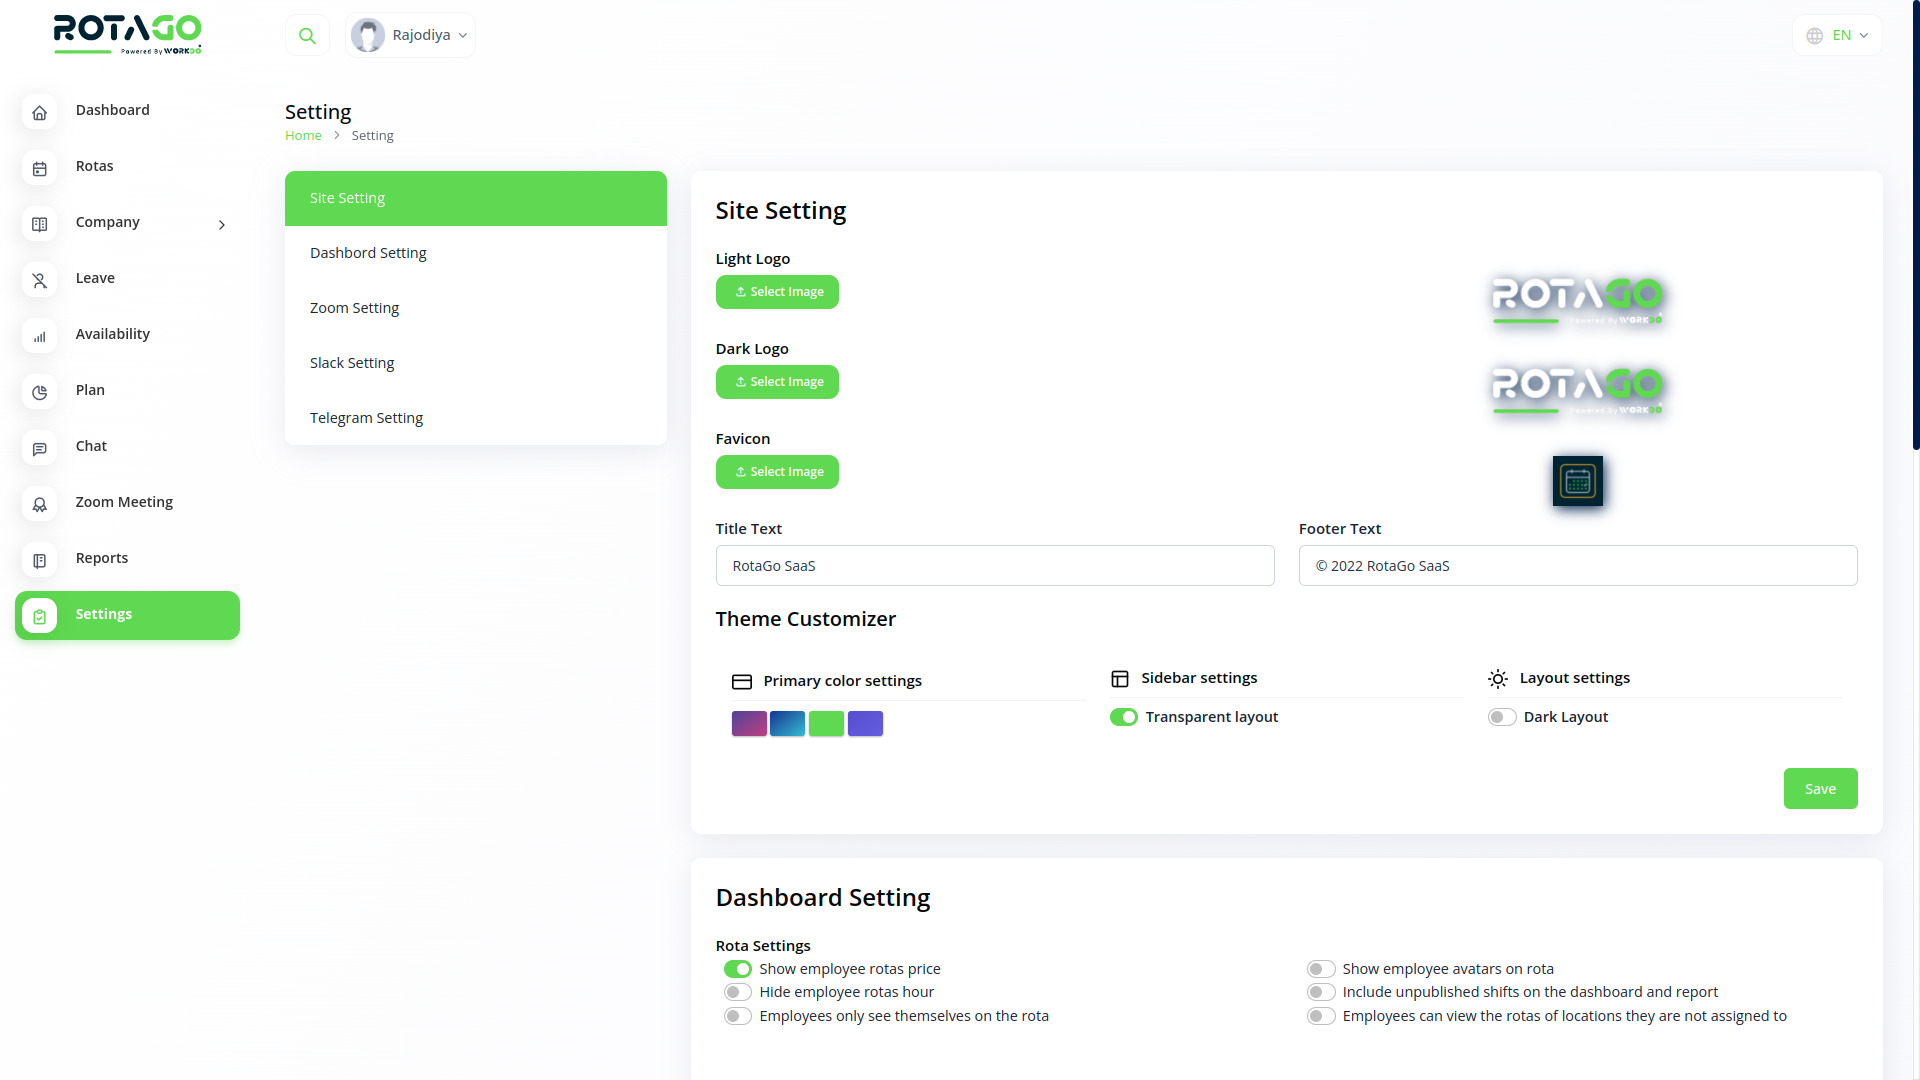 ROTAGO
Powered By WORKDO
Rajodiya
EN
Dashboard
Rotas
Company
Leave
Availability
Plan
Chat
Zoom Meeting
Reports
Settings
Setting
Home > Setting
Site Setting
Dashbord Setting
Zoom Setting
Slack Setting
Telegram Setting
Site Setting
Light Logo
Select Image
ROTAGO
Powered By WORKDO
Dark Logo
Select Image
ROTAGO
Powered By WORKDO
Favicon
Select Image
Title Text
RotaGo SaaS
Footer Text
© 2022 RotaGo SaaS
Theme Customizer
Primary color settings
Sidebar settings
Transparent layout
Layout settings
Dark Layout
Save
Dashboard Setting
Rota Settings
Show employee rotas price
Hide employee rotas hour
Employees only see themselves on the rota
Show employee avatars on rota
Include unpublished shifts on the dashboard and report
Employees can view the rotas of locations they are not assigned to